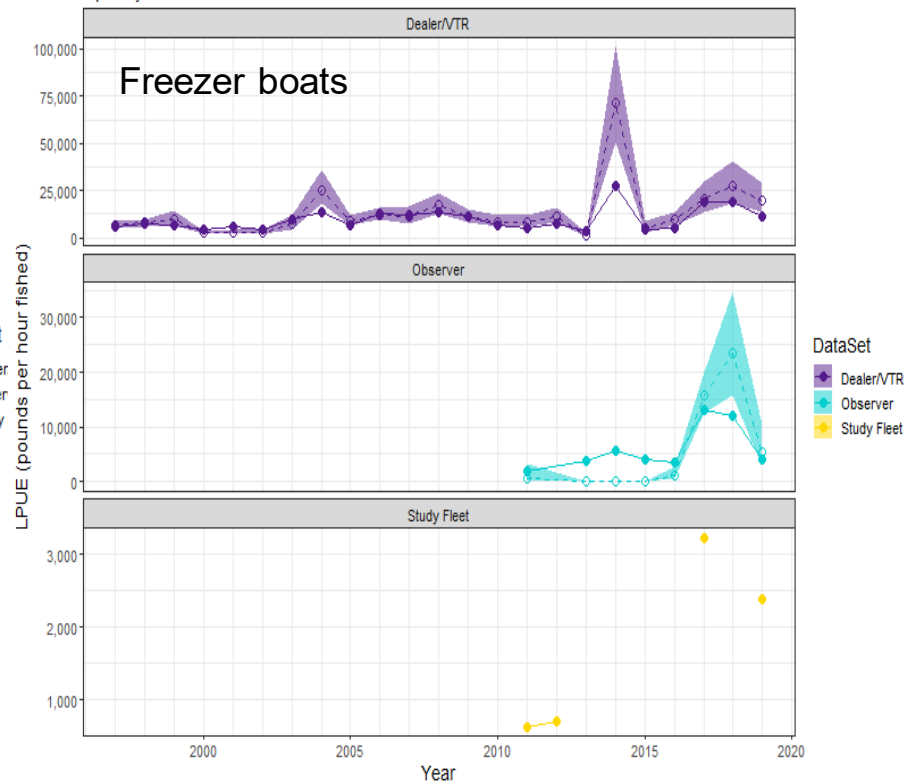 Dealer/VTR
Freezer boats
100,000
75,000
50,000
25,000
0
LPUE (pounds per hour fished)
Observer
30,000
20,000
10,000
0
Study Fleet
3,000
2,000
1,000
2000
2005
2010
2015
2020
Year
DataSet
Dealer/VTR
Observer
Study Fleet